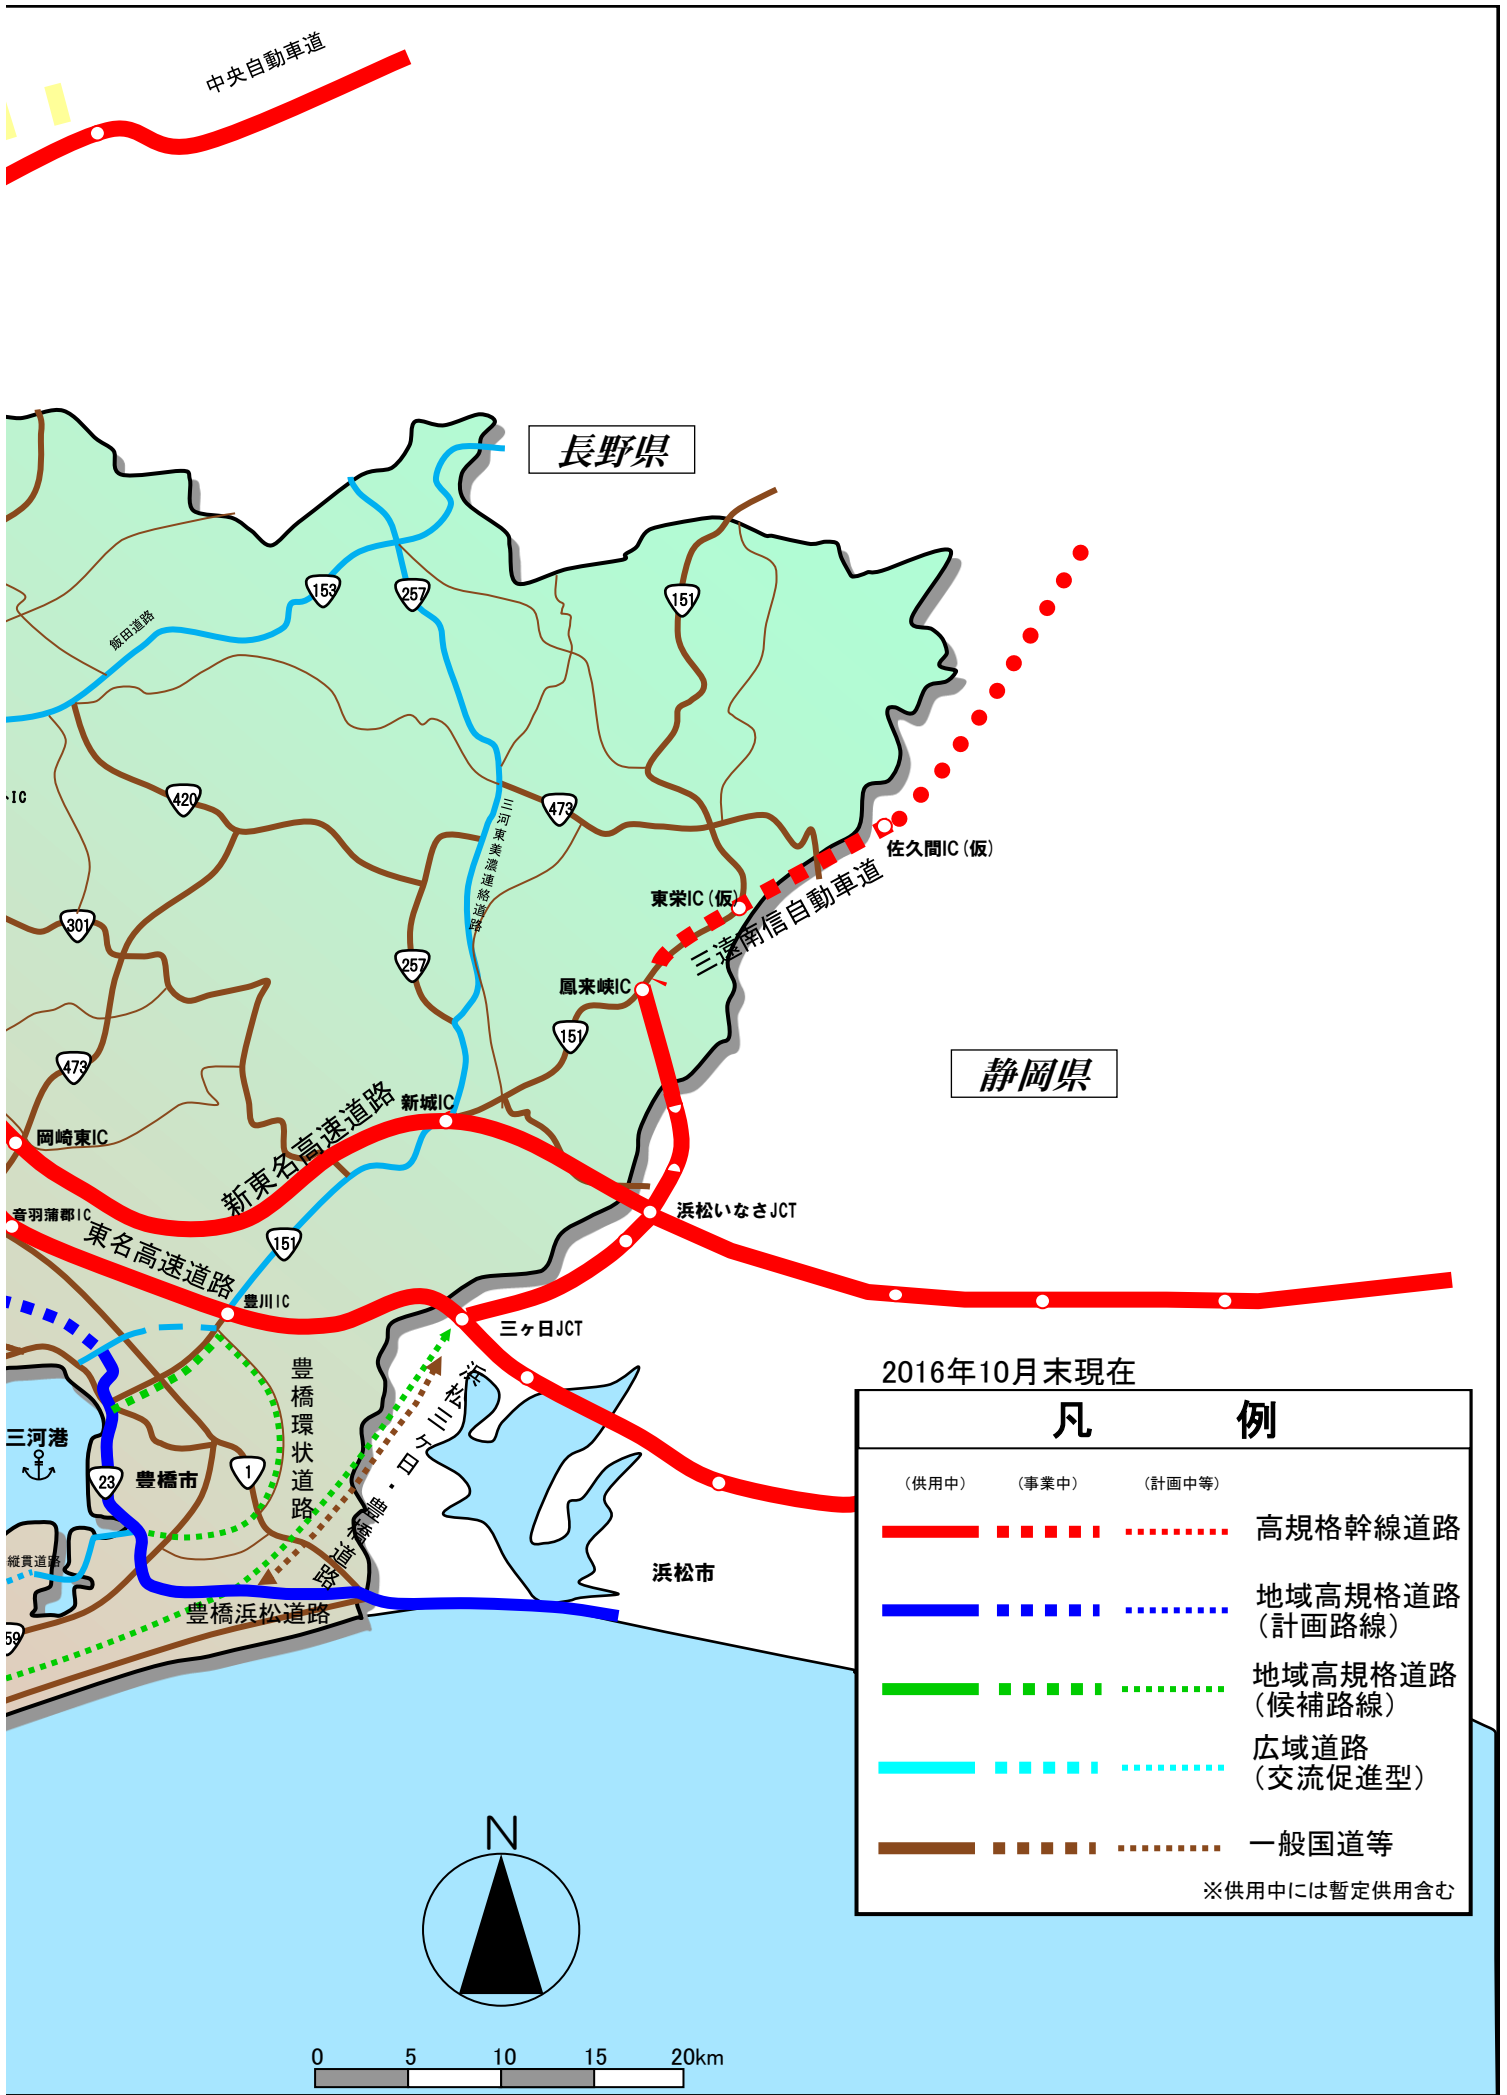 中央自動車道
長野県
153
257
151
飯田道路
・IC
420
473
三河東美濃連絡道路
佐久間IC(仮)
東栄IC(仮)
三遠南信自動車道
301
257
鳳来峡IC
151
473
静岡県
新城IC
岡崎東IC
新東名高速道路
浜松いなさJCT
音羽蒲郡IC
東名高速道路
151
豊川IC
三ヶ日JCT
豊橋環状道路
浜松三ヶ日・豊橋道路
三河港
23
豊橋市
1
縦貫道路
浜松市
豊橋浜松道路
59
2016年10月末現在
凡 例
(供用中) (事業中) (計画中等)
高規格幹線道路
地域高規格道路
(計画路線)
地域高規格道路
(候補路線)
広域道路
(交流促進型)
一般国道等
※供用中には暫定供用含む
N
0 5 10 15 20km